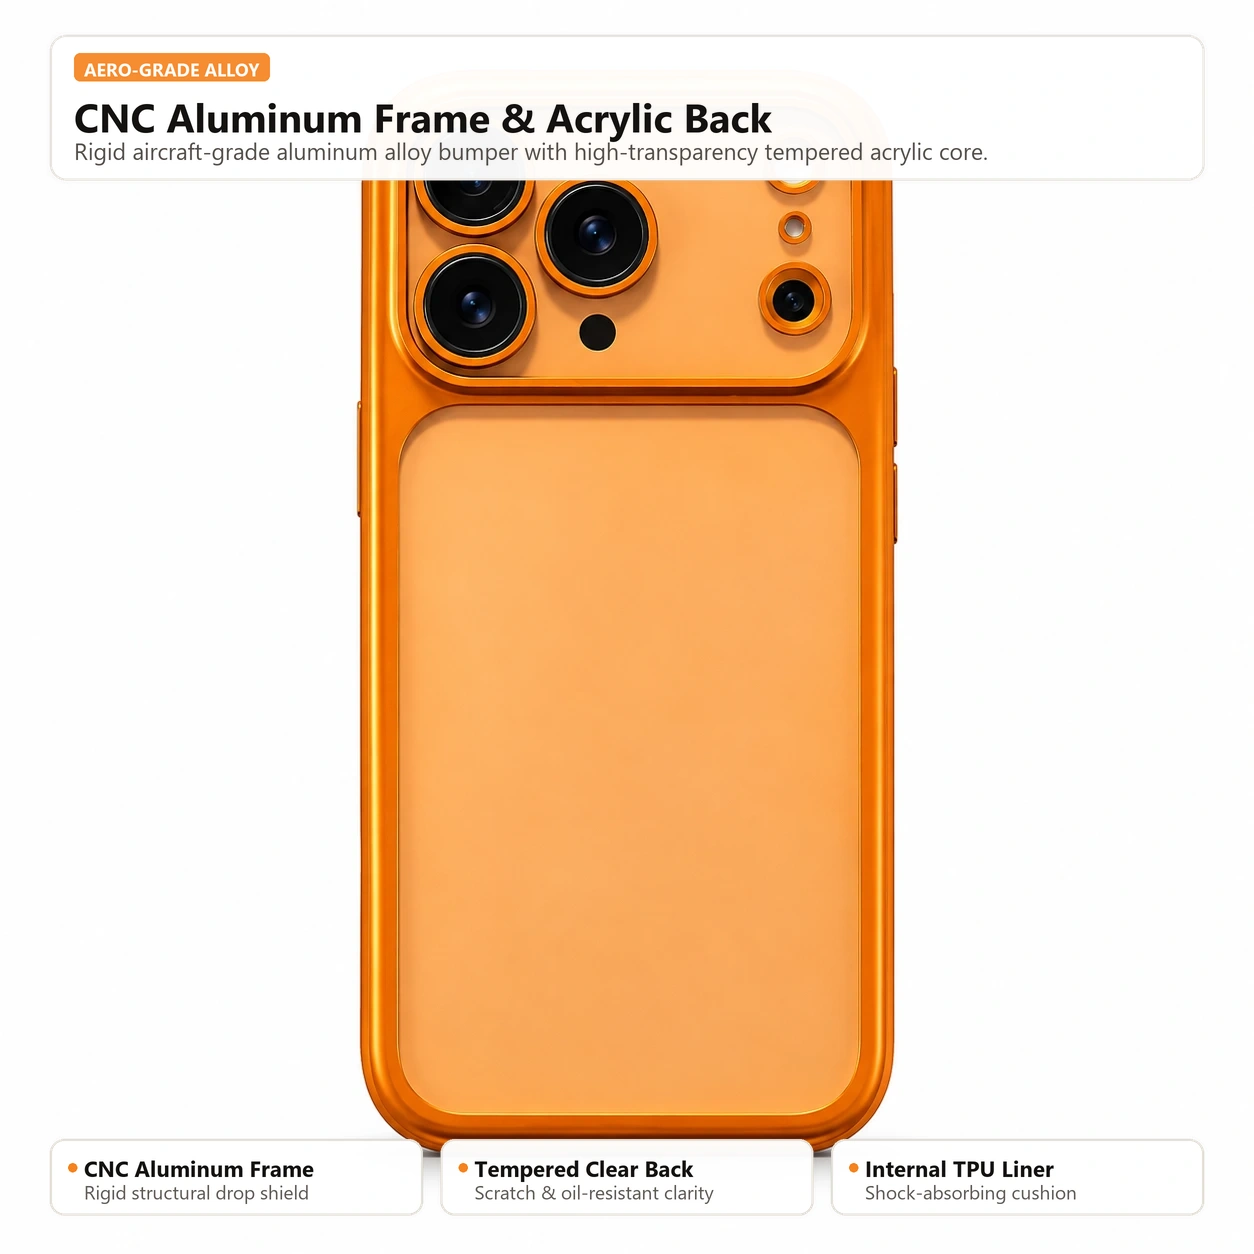 AERO-GRADE ALLOY
CNC Aluminum Frame & Acrylic Back
Rigid aircraft-grade aluminum alloy bumper with high-transparency tempered acrylic core.
CNC Aluminum Frame
Rigid structural drop shield
Tempered Clear Back
Scratch & oil-resistant clarity
Internal TPU Liner
Shock-absorbing cushion